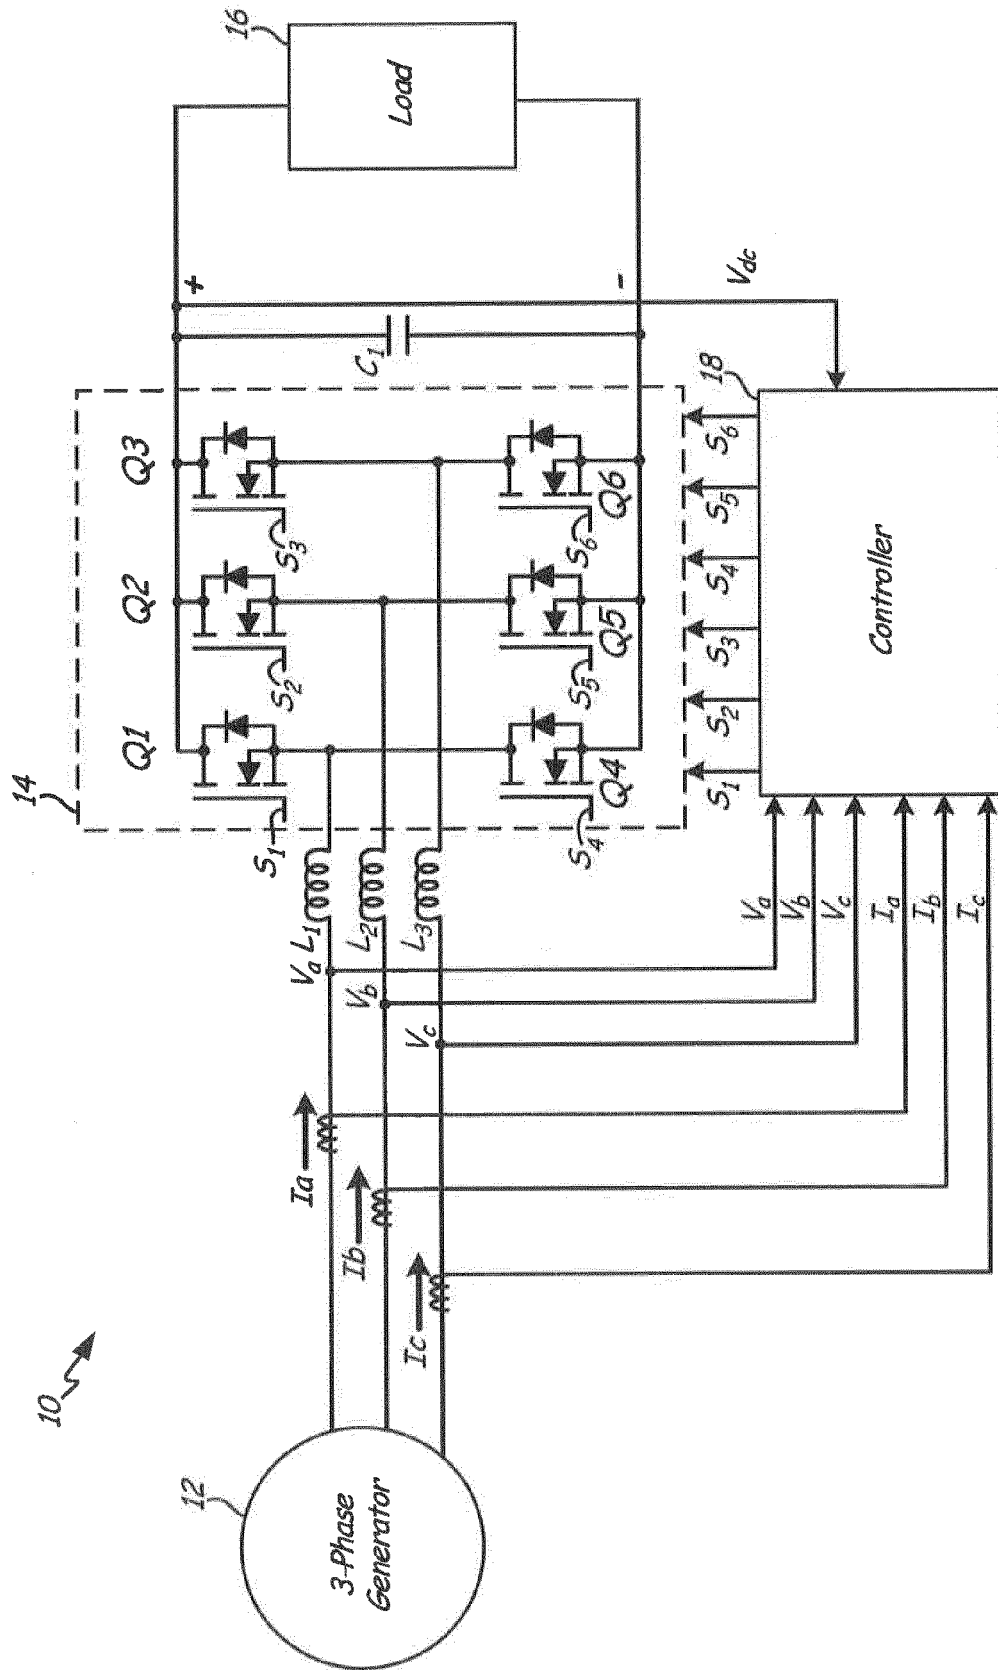 10
12
3-Phase
Generator
Ia
Ib
Ic
Va
Vb
Vc
L1
L2
L3
14
Q1
Q2
Q3
S1
S2
S3
Q4
Q5
Q6
S4
S5
S6
C1
+
-
16
Load
Vdc
Va
Vb
Vc
Ia
Ib
Ic
S1
S2
S3
S4
S5
S6
18
Controller